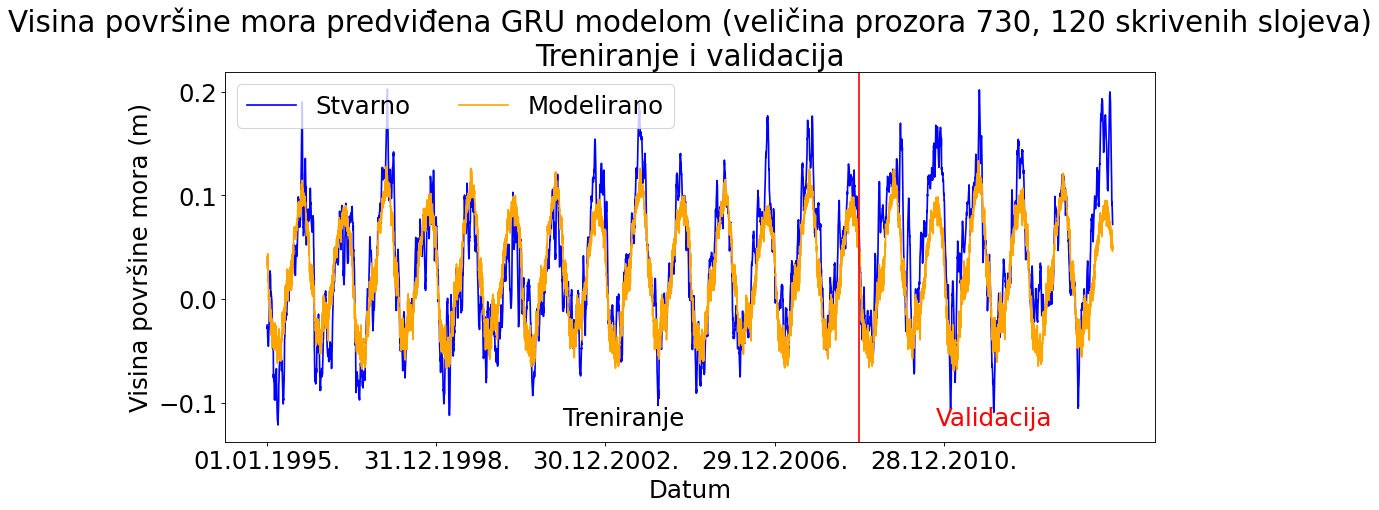 Visina površine mora predviđena GRU modelom (veličina prozora 730, 120 skrivenih slojeva)
Treniranje i validacija
Stvarno
Modelirano
Visina površine mora (m)
0.2
0.1
0.0
−0.1
Treniranje
Validacija
01.01.1995.
31.12.1998.
30.12.2002.
29.12.2006.
28.12.2010.
Datum